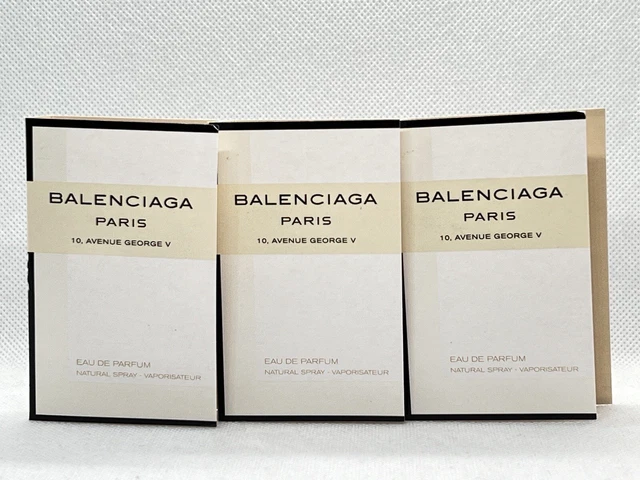 BALENCIAGA
PARIS
10, AVENUE GEORGE V
EAU DE PARFUM
NATURAL SPRAY - VAPORISATEUR
BALENCIAGA
PARIS
10, AVENUE GEORGE V
EAU DE PARFUM
NATURAL SPRAY - VAPORISATEUR
BALENCIAGA
PARIS
10, AVENUE GEORGE V
EAU DE PARFUM
NATURAL SPRAY - VAPORISATEUR